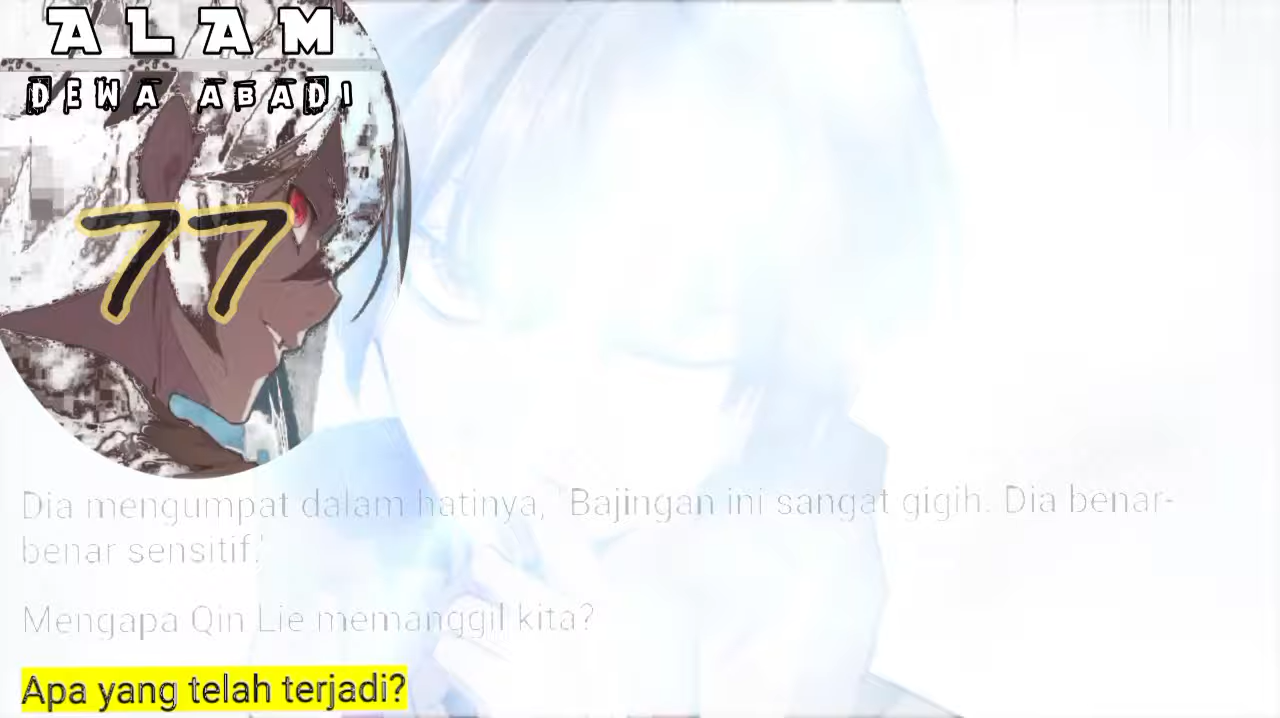 ALAM
DEWA ABADI
77
Dia mengumpat dalam hatinya, 'Bajingan ini sangat gigih. Dia benar-
benar sensitif.'
Mengapa Qin Lie memanggil kita?
Apa yang telah terjadi?